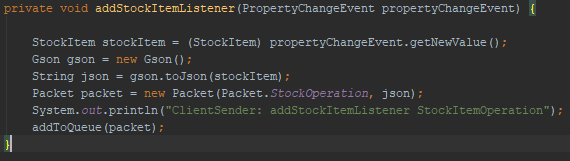 private void addStockItemListener(PropertyChangeEvent propertyChangeEvent) {
StockItem stockItem = (StockItem) propertyChangeEvent.getNewValue();
Gson gson = new Gson();
String json = gson.toJson(stockItem);
Packet packet = new Packet(Packet.StockOperation, json);
System.out.println("ClientSender: addStockItemListener StockItemOperation");
addToQueue(packet);
}